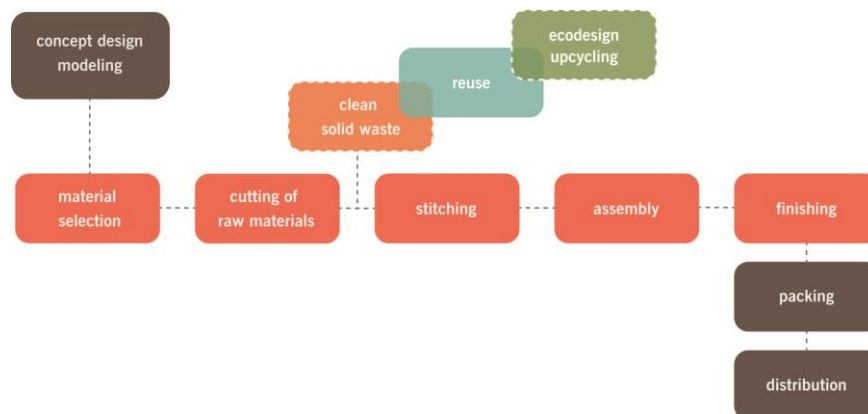 concept design
modeling
ecodesign
upcycling
reuse
clean
solid waste
material
selection
cutting of
raw materials
stitching
assembly
finishing
packing
distribution